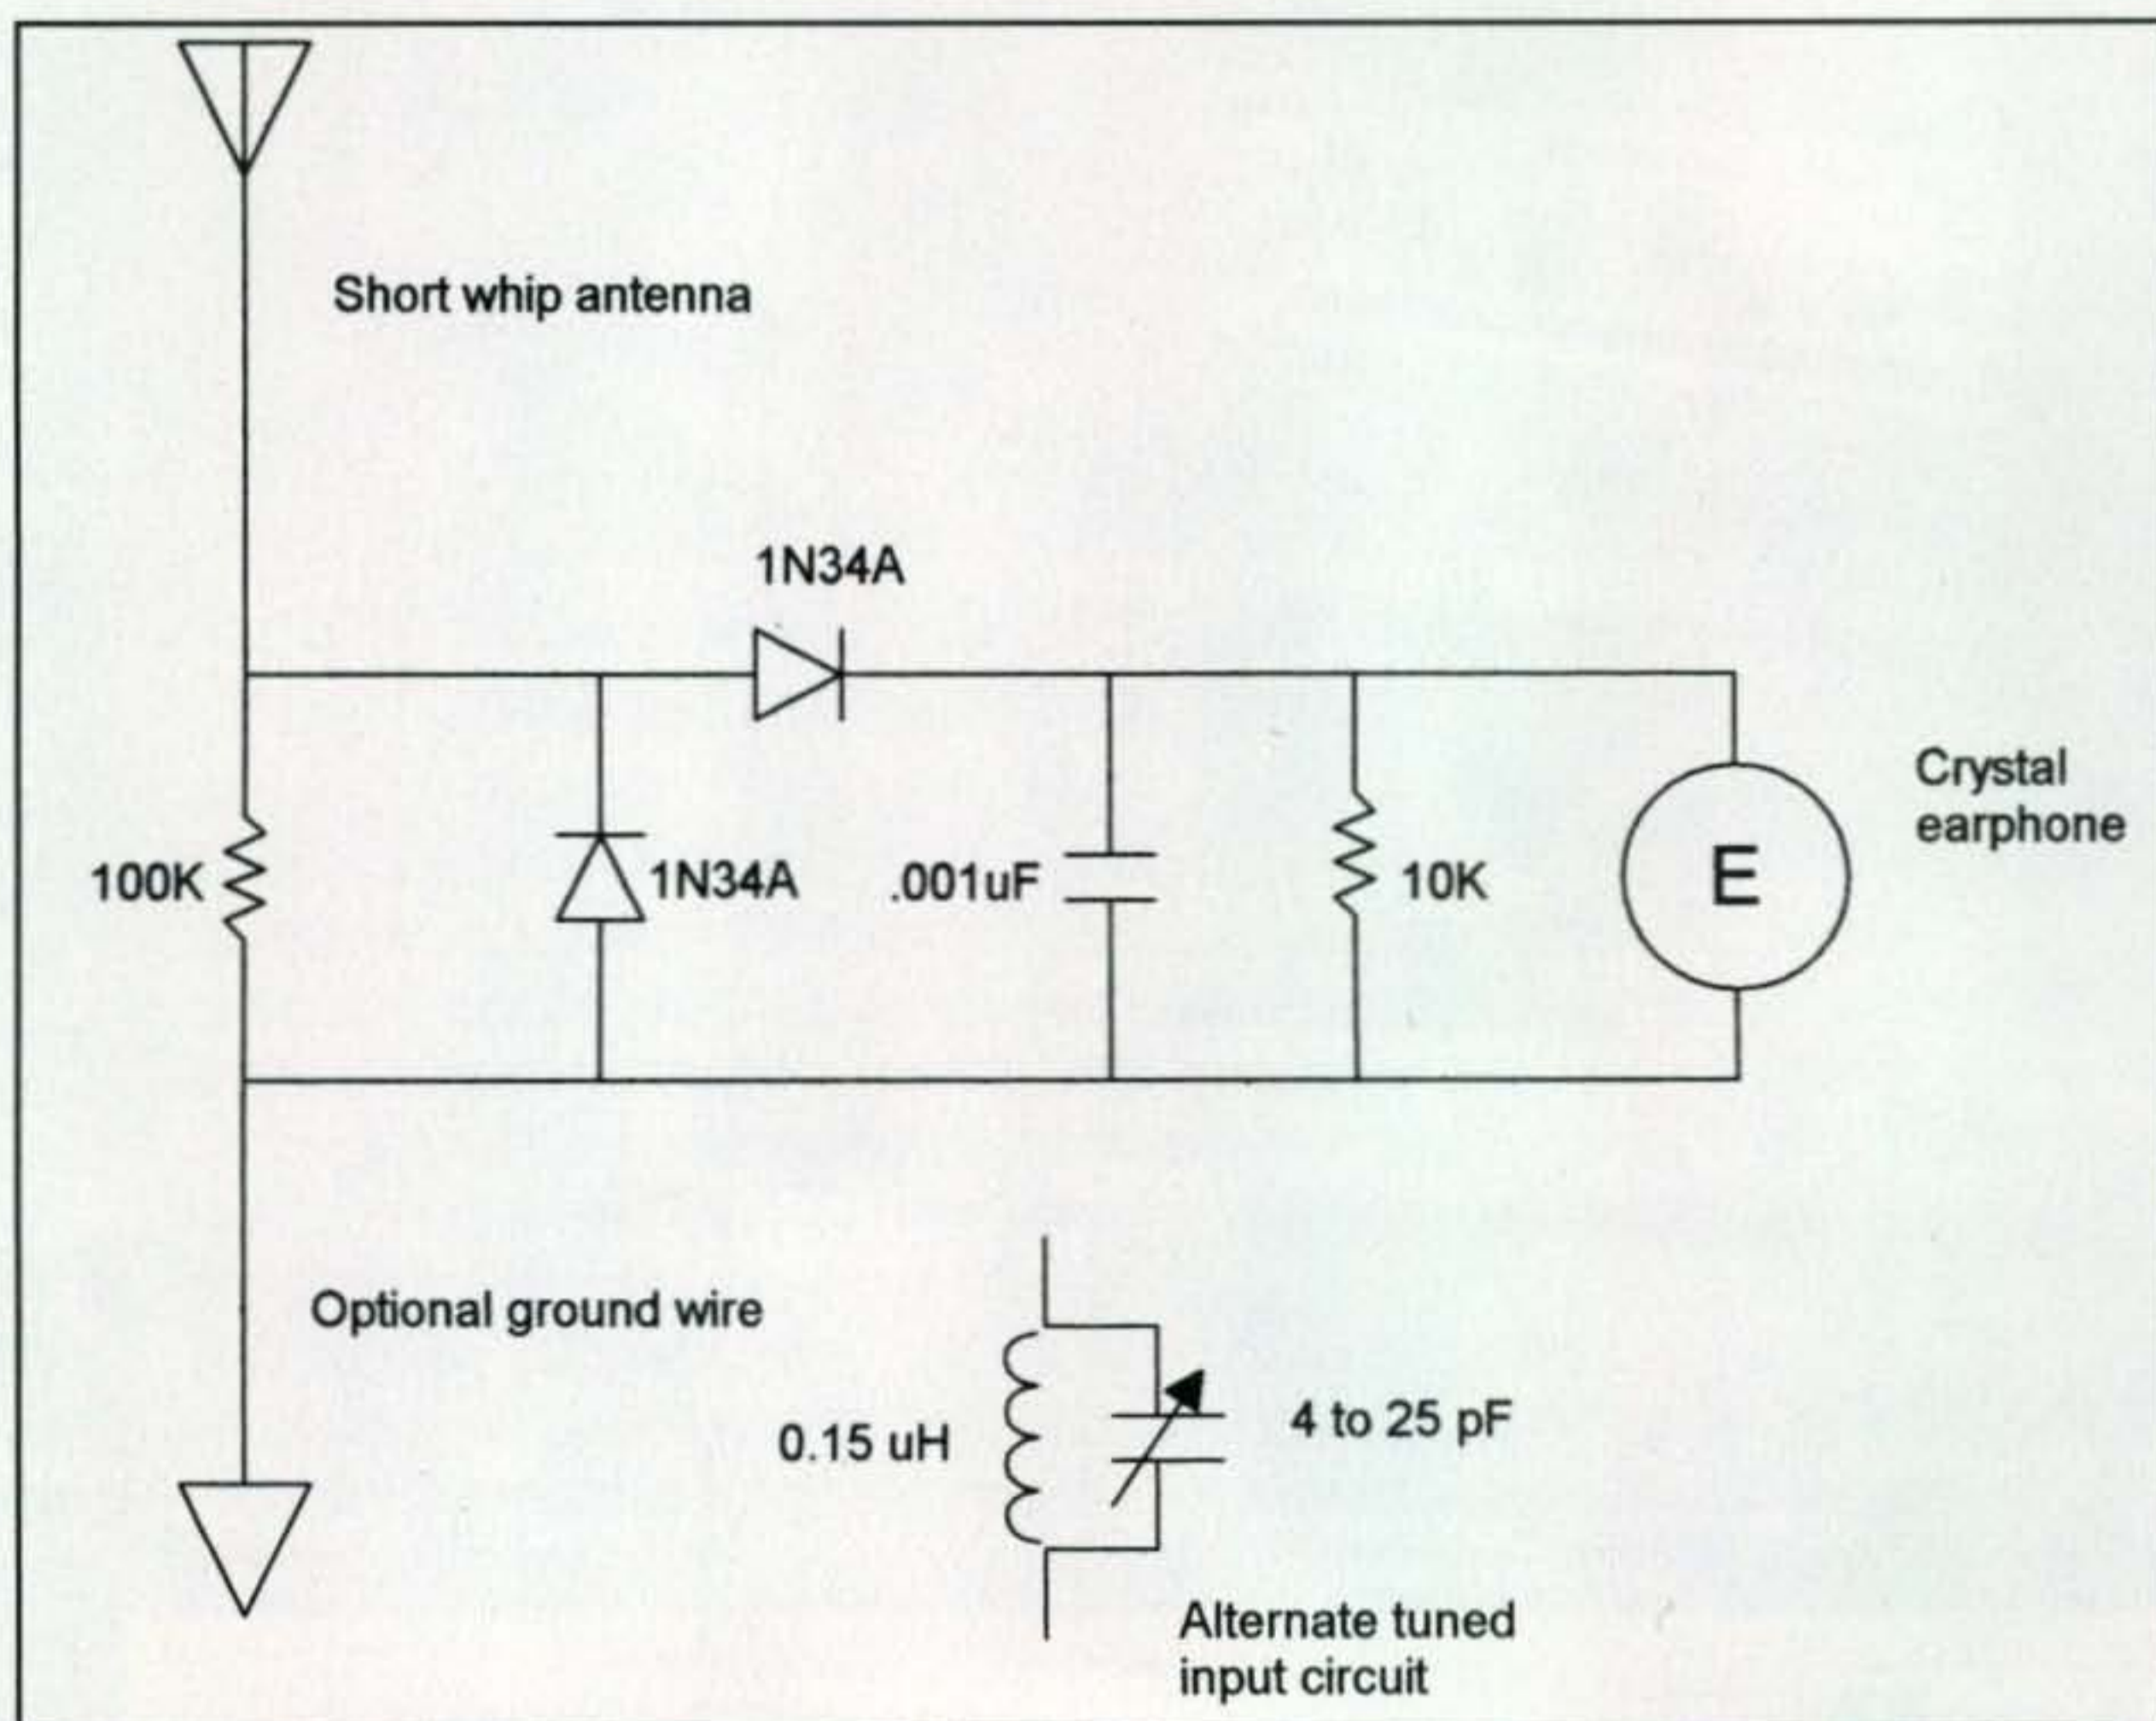 Short whip antenna
1N34A
Crystal
earphone
100K
1N34A
.001uF
10K
E
Optional ground wire
0.15 uH
4 to 25 pF
Alternate tuned
input circuit